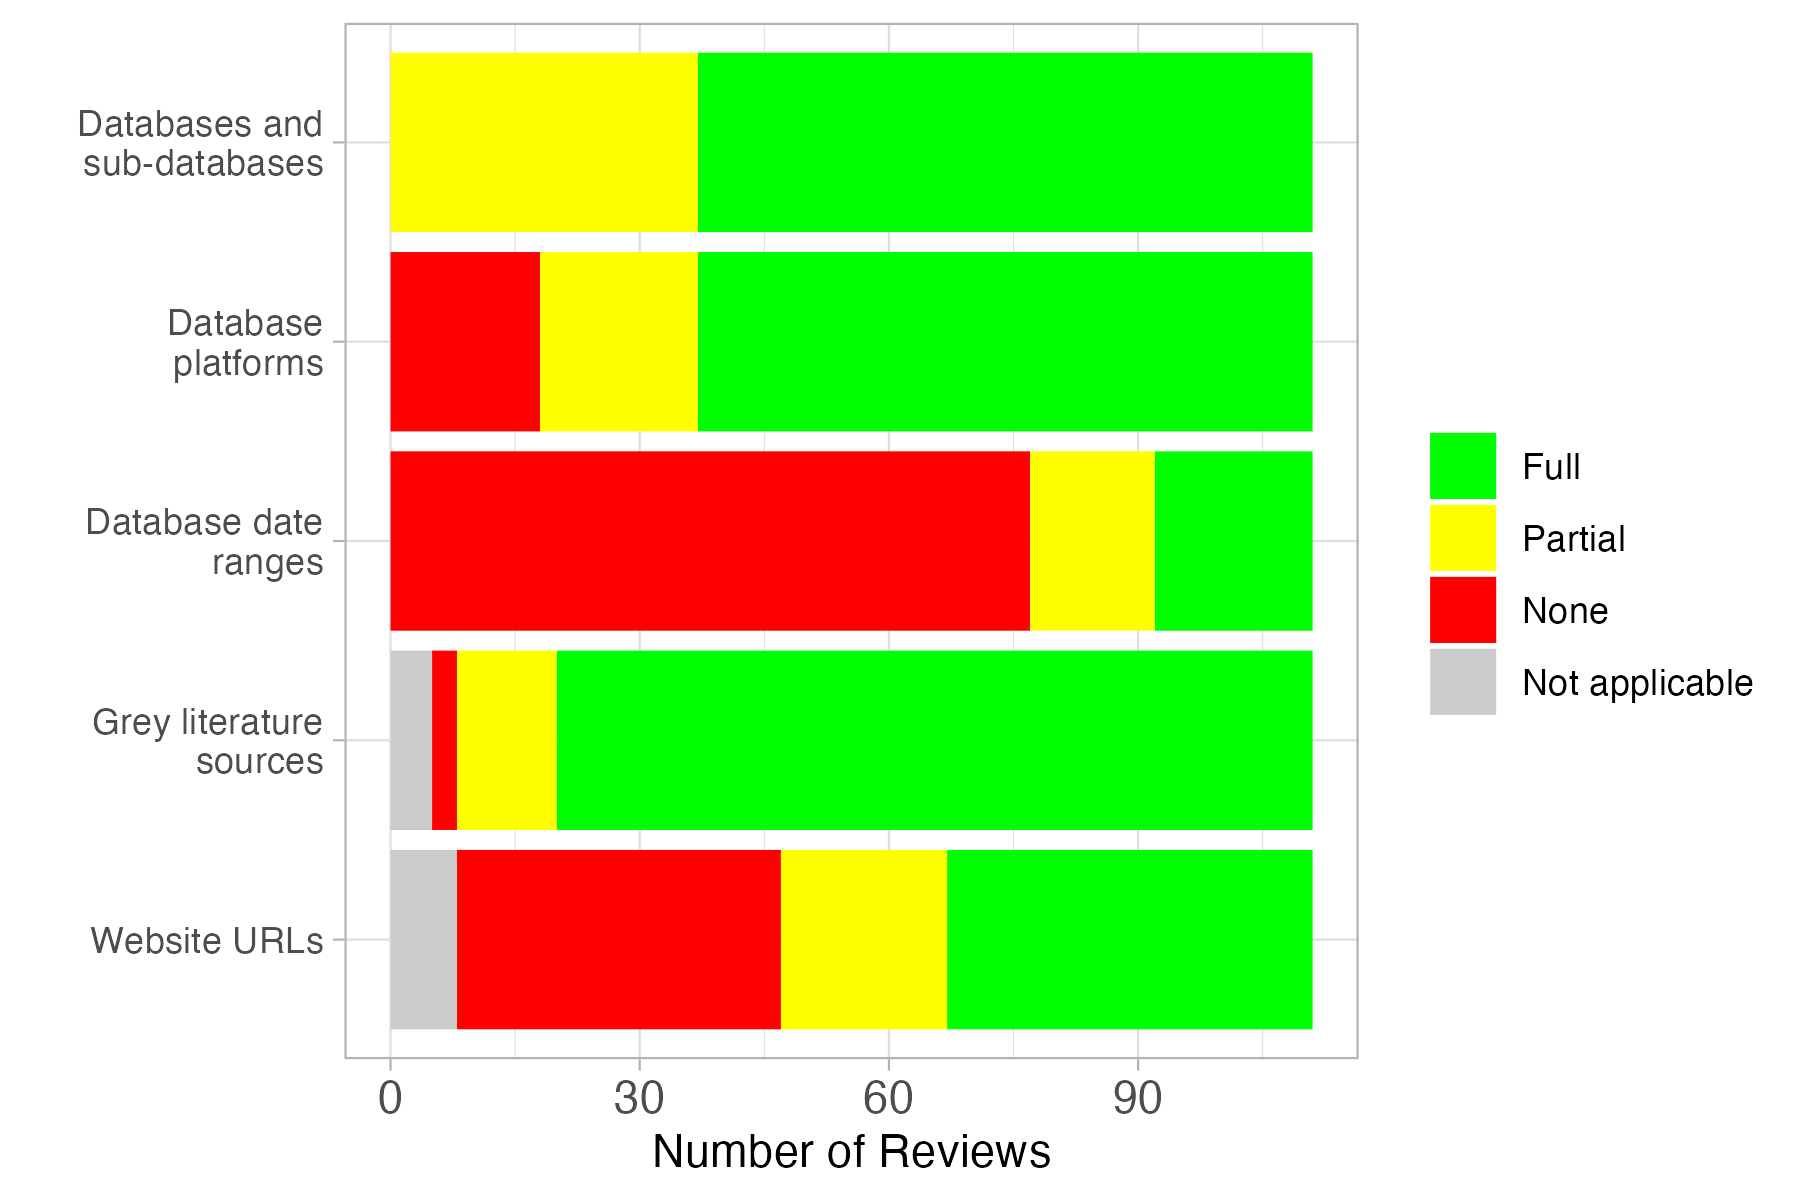 Databases and
sub-databases
Database
platforms
Database date
ranges
Grey literature
sources
Website URLs
0 30 60 90
Number of Reviews
Full
Partial
None
Not applicable